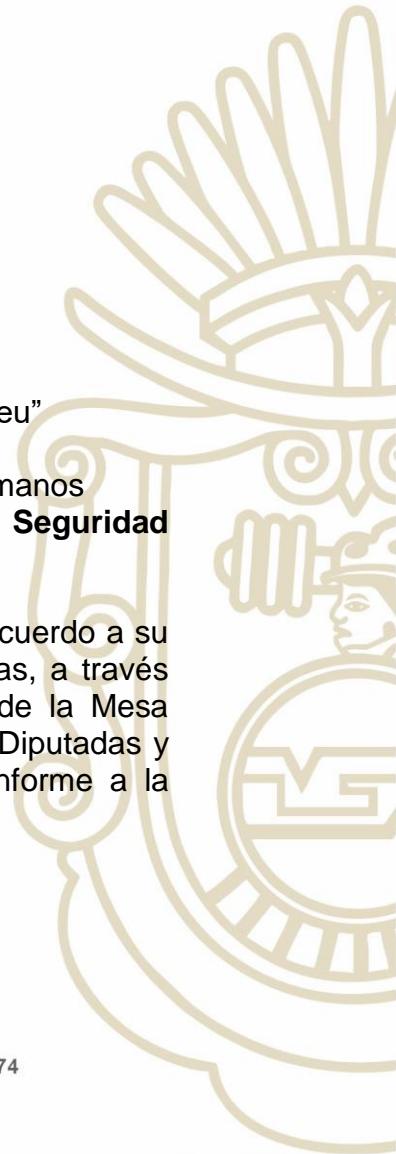 eu”
manos
Seguridad
cuerdo a su
as, a través
de la Mesa
Diputadas y
nforme a la
74